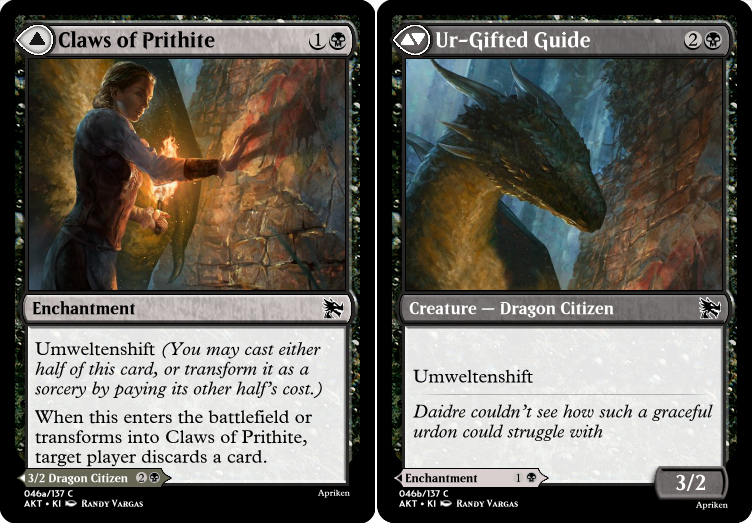 Claws of Prithite 1
Enchantment
Umweltenshift (You may cast either
half of this card, or transform it as a
sorcery by paying its other half's cost.)
When this enters the battlefield or
transforms into Claws of Prithite,
target player discards a card.
3/2 Dragon Citizen 2
046a/137 C
AKT • KI Randy Vargas
Apriken
Ur-Gifted Guide 2
Creature — Dragon Citizen
Umweltenshift
Daidre couldn't see how such a graceful
urdon could struggle with
Enchantment 1
3/2
046b/137 C
AKT • KI Randy Vargas
Apriken